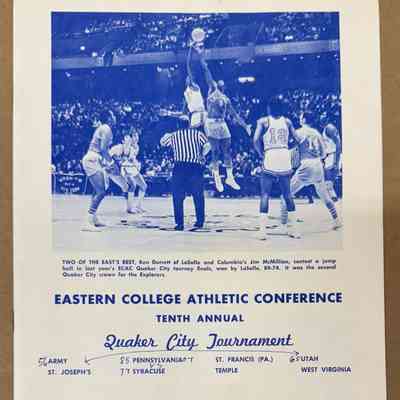 TWO OF THE EAST'S BEST, Ken Durrett of LaSalle and Columbia's Jim McMillian, contest a jump
ball in last year's ECAC Quaker City tourney finals, won by LaSalle, 89-74. It was the second
Quaker City crown for the Explorers.
EASTERN COLLEGE ATHLETIC CONFERENCE
TENTH ANNUAL
Quaker City Tournament
56 ARMY 85 PENNSYLVANIA ST. FRANCIS (PA.) 65 UTAH
ST. JOSEPH'S 77 SYRACUSE TEMPLE WEST VIRGINIA